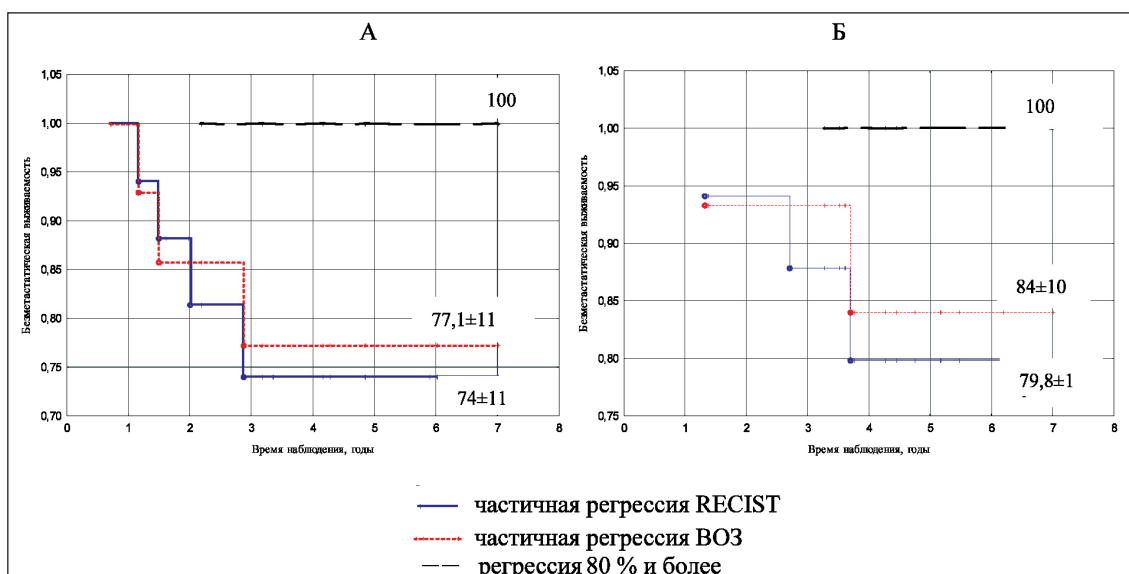 А
Безметастатическая выживаемость
1,05
1,00
0,95
0,90
0,85
0,80
0,75
0,70
100
77,1±11
74±11
0 1 2 3 4 5 6 7 8
Время наблюдения, годы
Б
Безметастатическая выживаемость
1,05
1,00
0,95
0,90
0,85
0,80
0,75
100
84±10
79,8±1
0 1 2 3 4 5 6 7 8
Время наблюдения, годы
частичная регрессия RECIST
частичная регрессия ВОЗ
регрессия 80 % и более